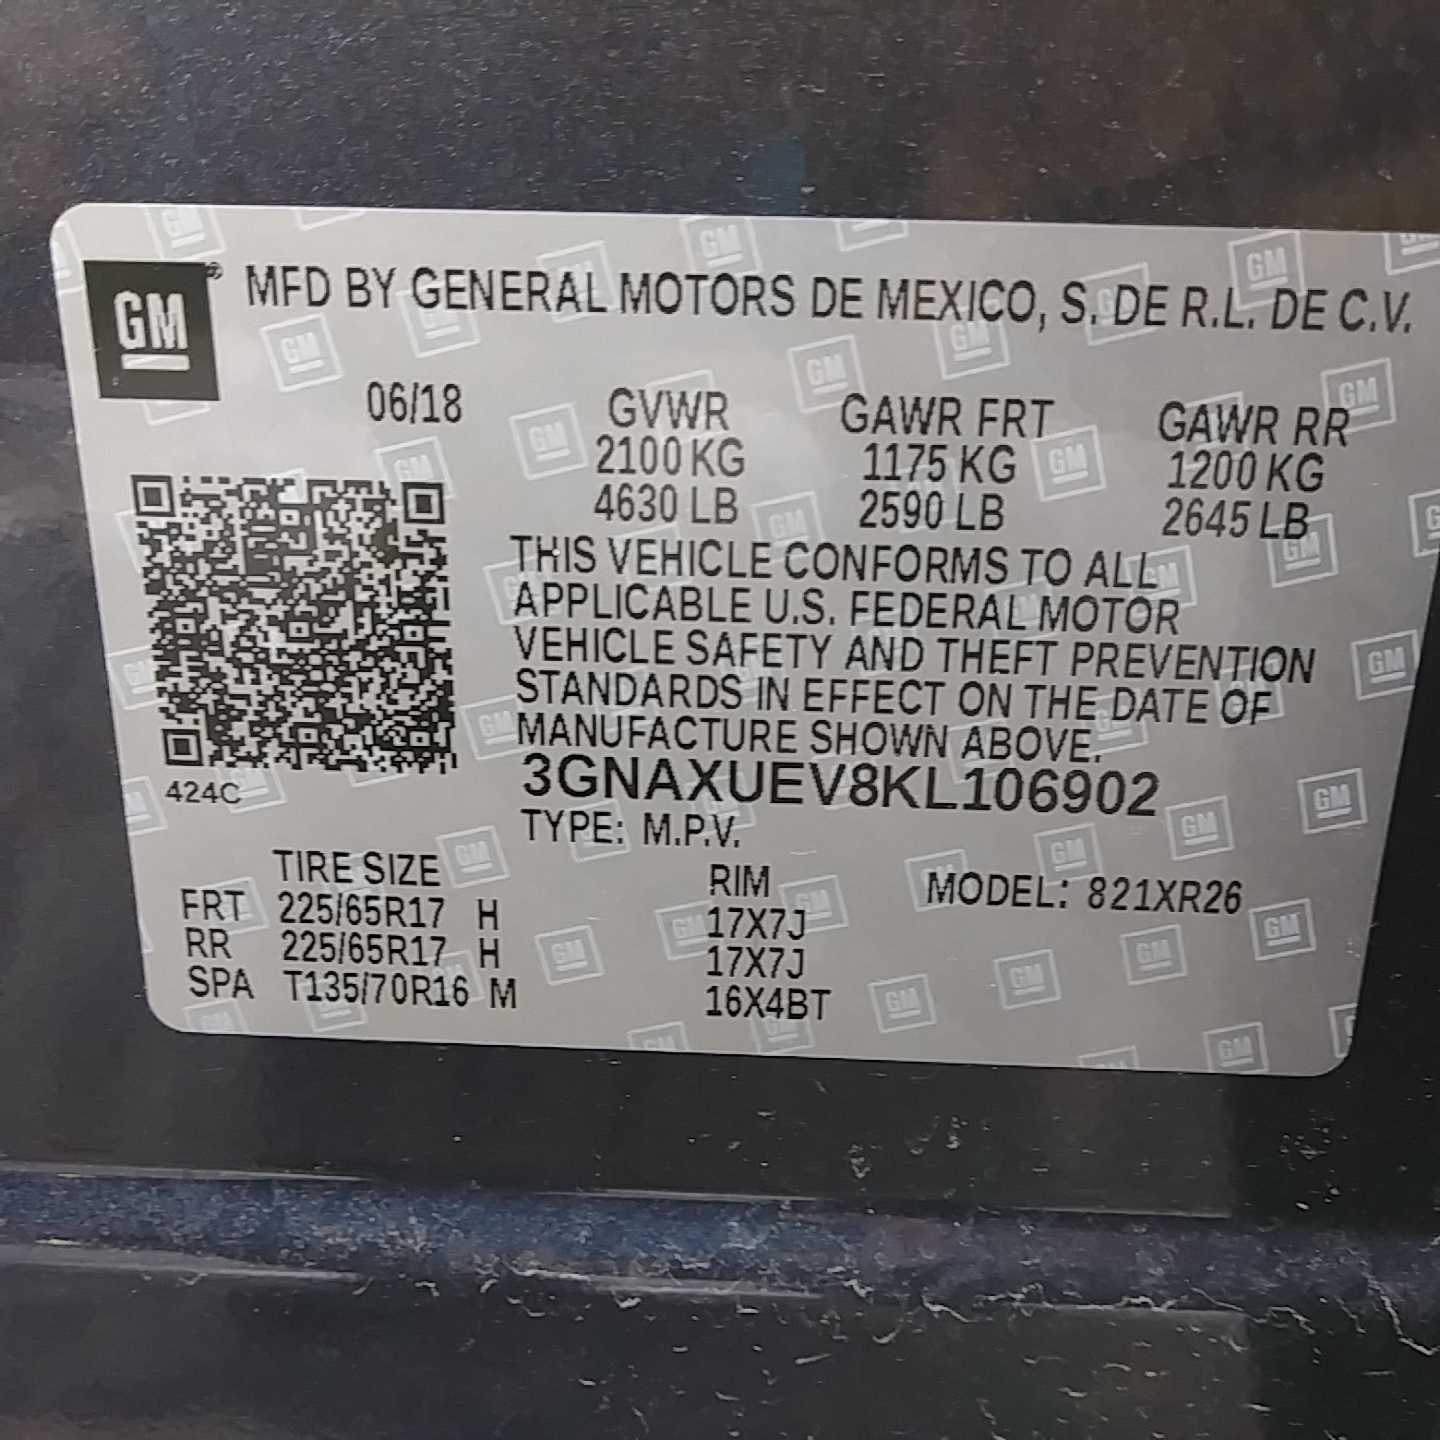 GM® MFD BY GENERAL MOTORS DE MEXICO, S. DE R.L. DE C.V.
06/18 GVWR GAWR FRT GAWR RR
2100 KG 1175 KG 1200 KG
4630 LB 2590 LB 2645 LB
THIS VEHICLE CONFORMS TO ALL
APPLICABLE U.S. FEDERAL MOTOR
VEHICLE SAFETY AND THEFT PREVENTION
STANDARDS IN EFFECT ON THE DATE OF
MANUFACTURE SHOWN ABOVE.
3GNAXUEV8KL106902
424C
TYPE: M.P.V.
TIRE SIZE RIM MODEL: 821XR26
FRT 225/65R17 H 17X7J
RR 225/65R17 H 17X7J
SPA T135/70R16 M 16X4BT